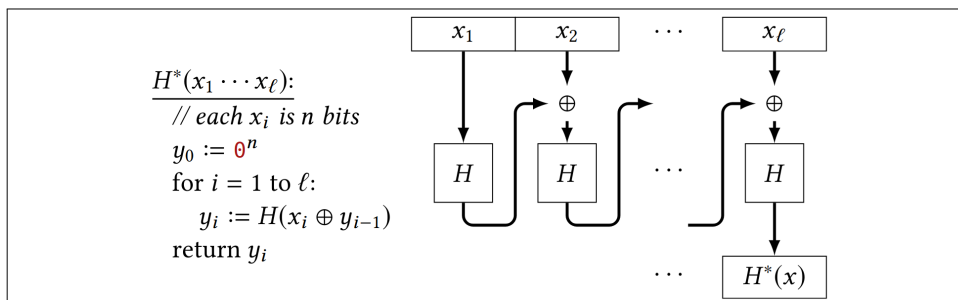 x₁ x₂ ⋯ xℓ
H*(x₁ ⋯ xℓ):
// each xᵢ is n bits
y₀ := 0ⁿ
for i = 1 to ℓ:
yᵢ := H(xᵢ ⊕ yᵢ₋₁)
return yᵢ
⊕ ⊕
H H ⋯ H
⋯ H*(x)